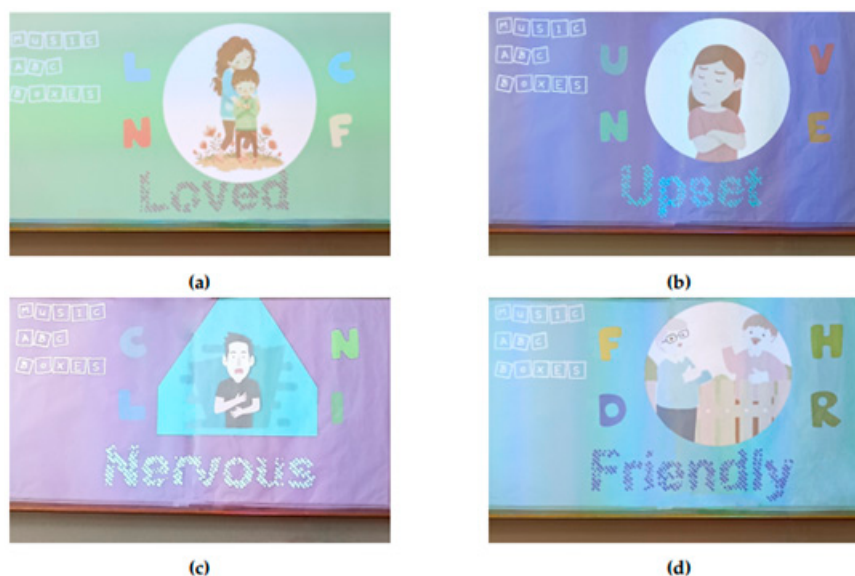 MUSIC
ABC
BOXES
L C
N F
Loved
(a)
MUSIC
ABC
BOXES
U V
N E
Upset
(b)
MUSIC
ABC
BOXES
C N
L I
Nervous
(c)
MUSIC
ABC
BOXES
F H
D R
Friendly
(d)